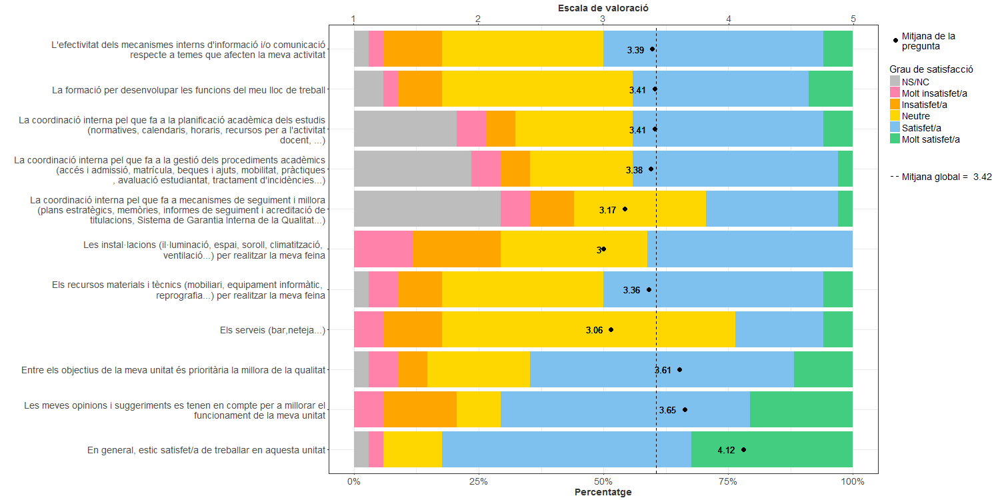 Escala de valoració
1 2 3 4 5
L'efectivitat dels mecanismes interns d'informació i/o comunicació
respecte a temes que afecten la meva activitat
3.39
La formació per desenvolupar les funcions del meu lloc de treball
3.41
La coordinació interna pel que fa a la planificació acadèmica dels estudis
(normatives, calendaris, horaris, recursos per a l'activitat
docent, ...)
3.41
La coordinació interna pel que fa a la gestió dels procediments acadèmics
(accés i admissió, matrícula, beques i ajuts, mobilitat, pràctiques
, avaluació estudiantat, tractament d'incidències...)
3.38
La coordinació interna pel que fa a mecanismes de seguiment i millora
(plans estratègics, memòries, informes de seguiment i acreditació de
titulacions, Sistema de Garantia Interna de la Qualitat...)
3.17
Les instal·lacions (il·luminació, espai, soroll, climatització,
ventilació...) per realitzar la meva feina
3
Els recursos materials i tècnics (mobiliari, equipament informàtic,
reprografia...) per realitzar la meva feina
3.36
Els serveis (bar,neteja...)
3.06
Entre els objectius de la meva unitat és prioritària la millora de la qualitat
3.61
Les meves opinions i suggeriments es tenen en compte per a millorar el
funcionament de la meva unitat
3.65
En general, estic satisfet/a de treballar en aquesta unitat
4.12
0% 25% 50% 75% 100%
Percentatge
Mitjana de la
pregunta
Grau de satisfacció
NS/NC
Molt insatisfet/a
Insatisfet/a
Neutre
Satisfet/a
Molt satisfet/a
Mitjana global = 3.42